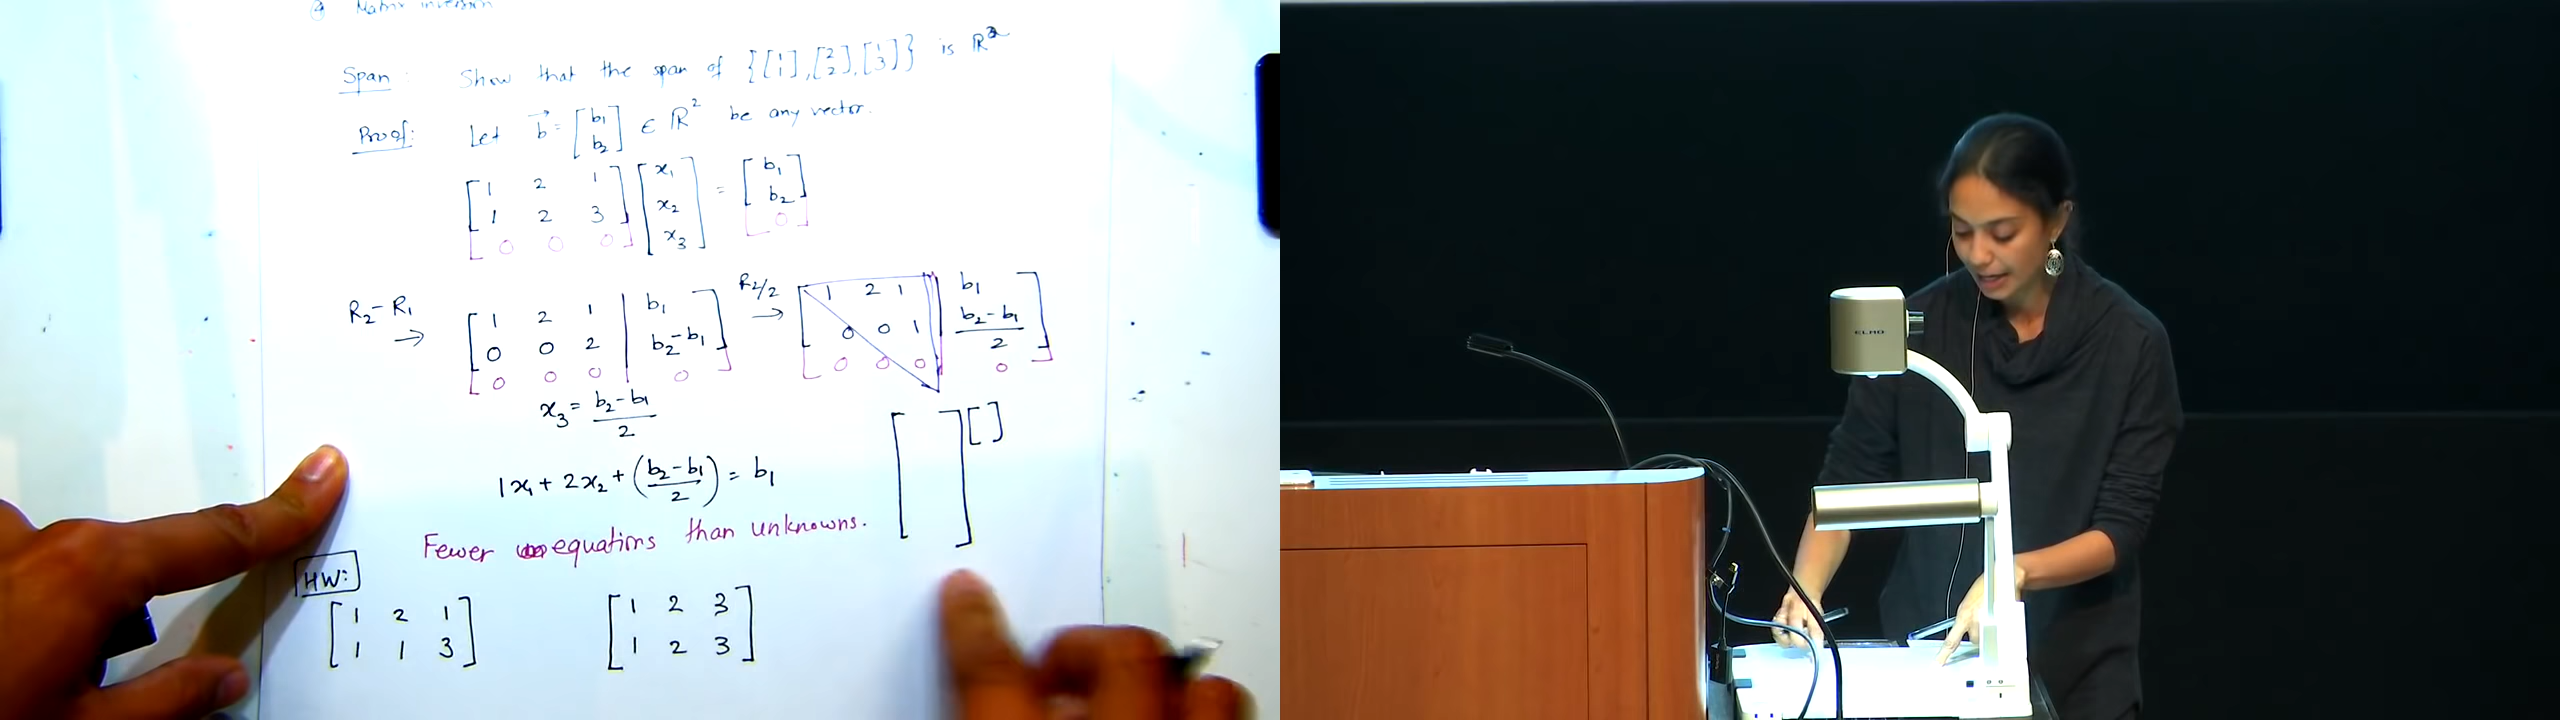 ④ Matrix inversion
Span: Show that the span of {[1 1], [2 2], [1 3]} is R²
Proof: Let b⃗ = [b₁ b₂] ∈ R² be any vector.
[1 2 1] [x₁] = [b₁]
[1 2 3] [x₂] [b₂]
[0 0 0] [x₃] [0]
R₂-R₁ → [1 2 1 | b₁] R₂/2 → [1 2 1 | b₁]
[0 0 2 | b₂-b₁] [0 0 1 | (b₂-b₁)/2]
[0 0 0 | 0] [0 0 0 | 0]
x₃ = (b₂-b₁)/2
1x₁ + 2x₂ + ((b₂-b₁)/2) = b₁ [ ] [ ]
Fewer equations than unknowns.
HW:
[1 2 1] [1 2 3]
[1 1 3] [1 2 3]
ELMO